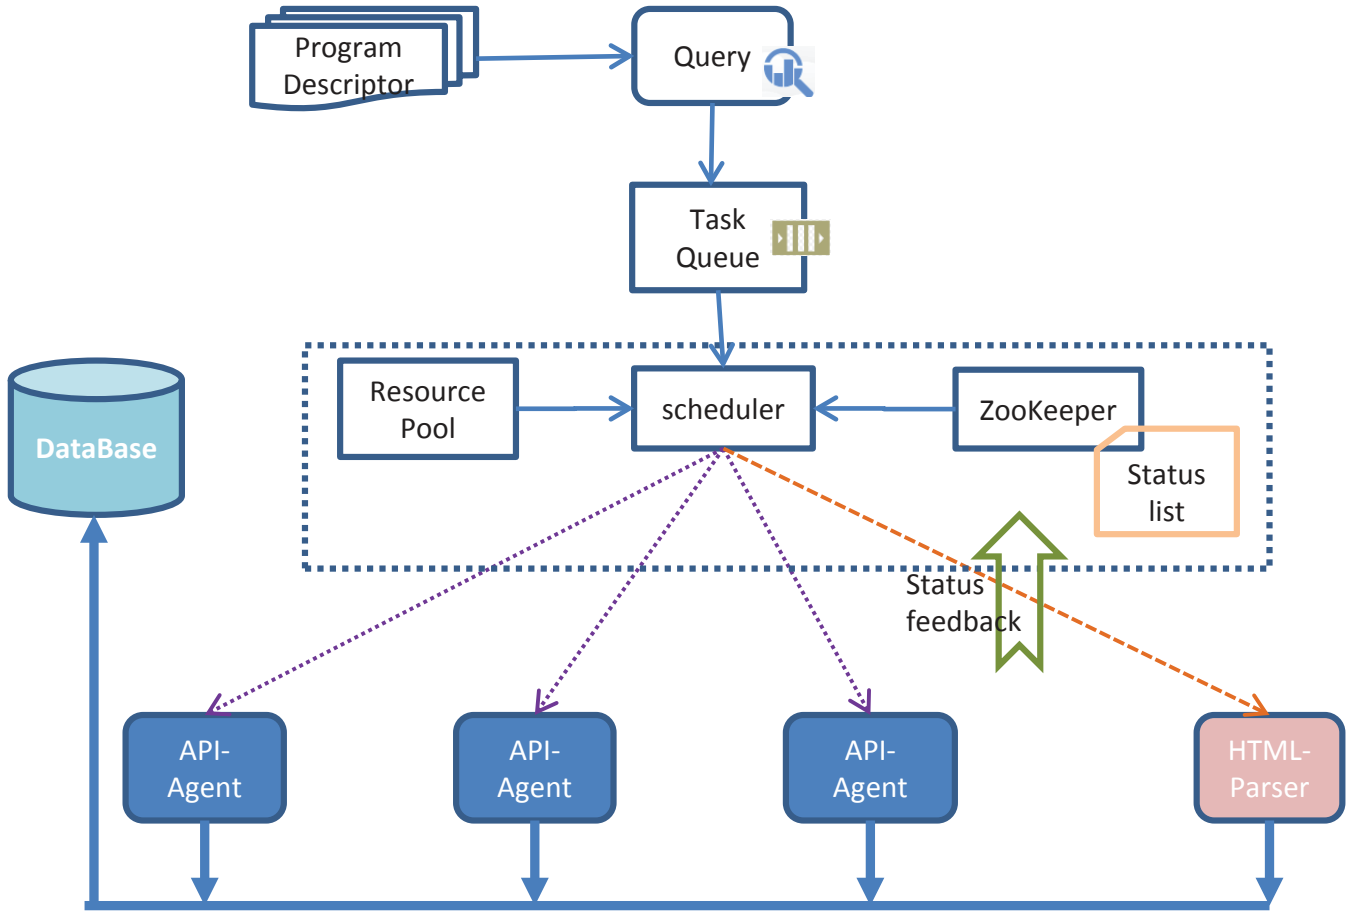 Program
Descriptor
Query
Task
Queue
Resource
Pool
scheduler
ZooKeeper
Status
list
DataBase
Status
feedback
API-
Agent
API-
Agent
API-
Agent
HTML-
Parser